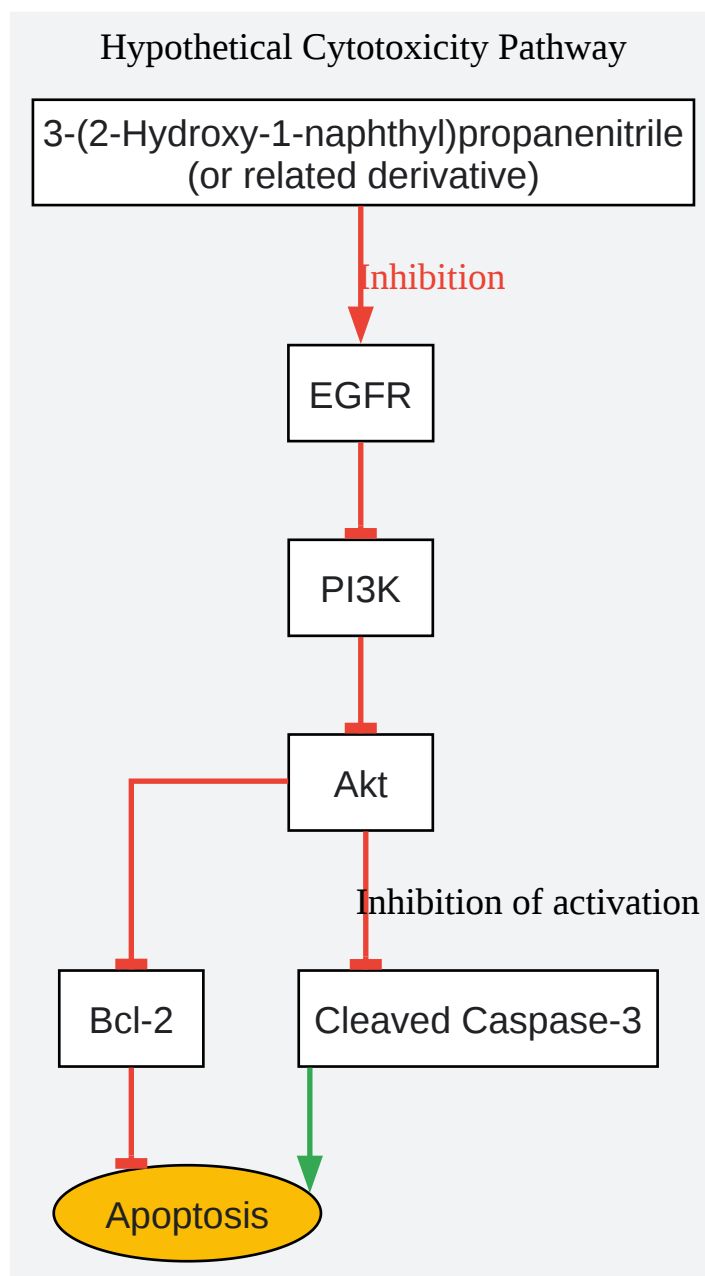 Hypothetical Cytotoxicity Pathway
3-(2-Hydroxy-1-naphthyl)propanenitrile
(or related derivative)
Inhibition
EGFR
PI3K
Akt
Inhibition of activation
Bcl-2
Cleaved Caspase-3
Apoptosis